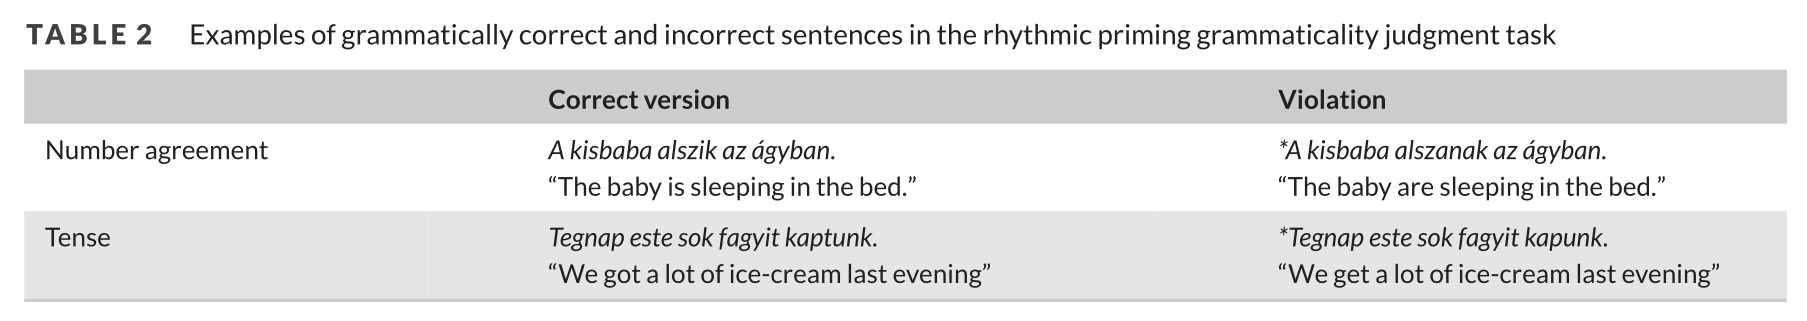 TABLE 2 Examples of grammatically correct and incorrect sentences in the rhythmic priming grammaticality judgment task
Correct version Violation
Number agreement A kisbaba alszik az ágyban. *A kisbaba alszanak az ágyban.
“The baby is sleeping in the bed.” “The baby are sleeping in the bed.”
Tense Tegnap este sok fagyit kaptunk. *Tegnap este sok fagyit kapunk.
“We got a lot of ice-cream last evening” “We get a lot of ice-cream last evening”